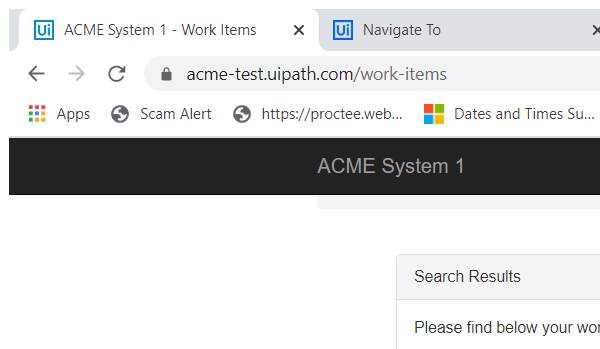 Ui ACME System 1 - Work Items Ui Navigate To
acme-test.uipath.com/work-items
Apps Scam Alert https://proctee.web... Dates and Times Su...
ACME System 1
Search Results
Please find below your